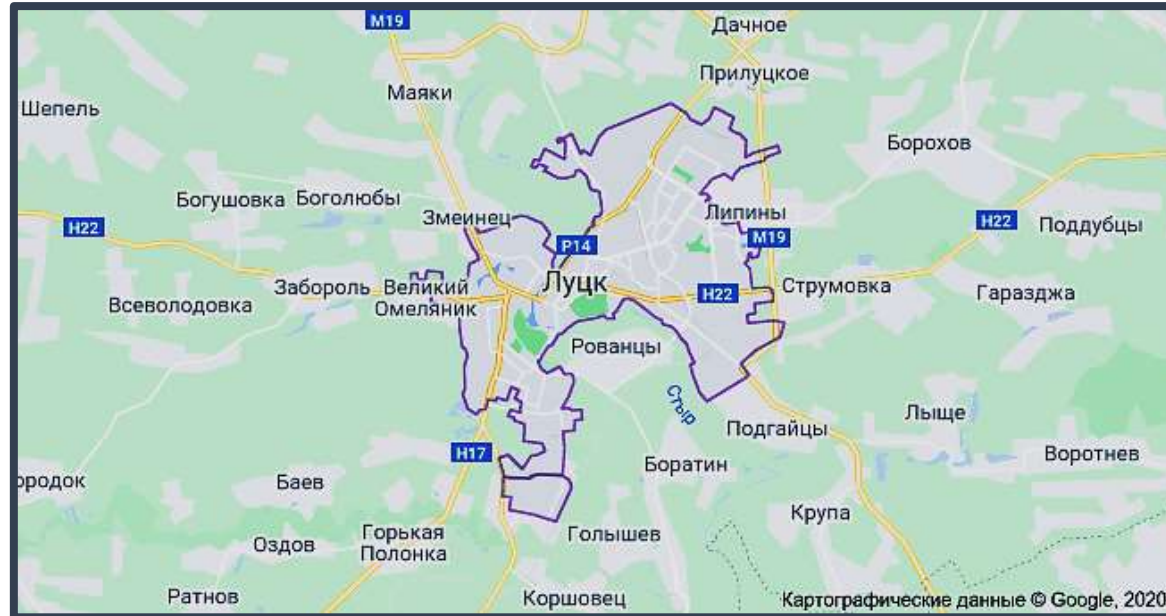 М19
Дачное
Прилуцкое
Маяки
Шепель
Борохов
Богушовка
Боголюбы
Змеинец
Липины
Н22
Поддубцы
Н22
Р14
М19
Луцк
Забороль
Великий
Омеляник
Н22
Струмовка
Гаразджа
Всеволодовка
Рованцы
Стыр
Лыще
Подгайцы
Н17
Боратин
Воротнев
ородок
Баев
Крупа
Горькая
Полонка
Голышев
Оздов
Ратнов
Коршовец
Картографические данные © Google, 2020